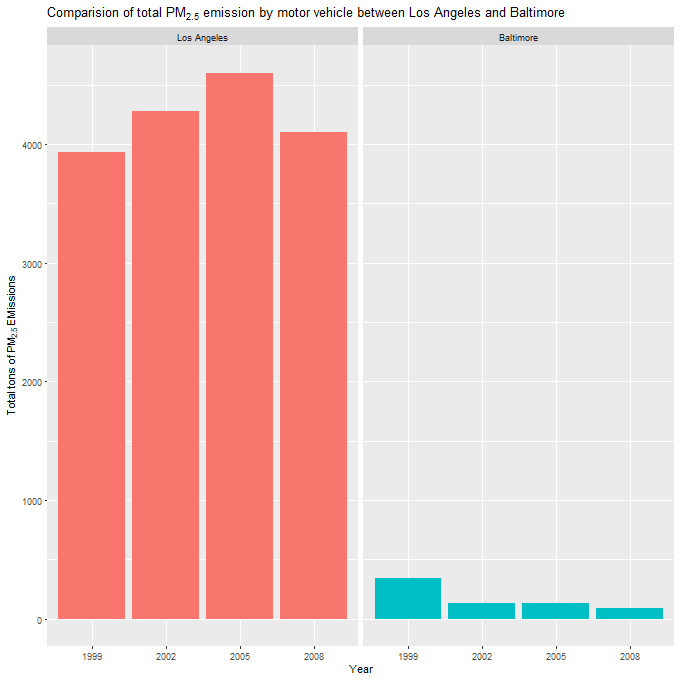 Comparision of total PM2.5 emission by motor vehicle between Los Angeles and Baltimore
Los Angeles
Baltimore
Total tons of PM2.5 EMissions
4000
3000
2000
1000
0
1999 2002 2005 2008
1999 2002 2005 2008
Year